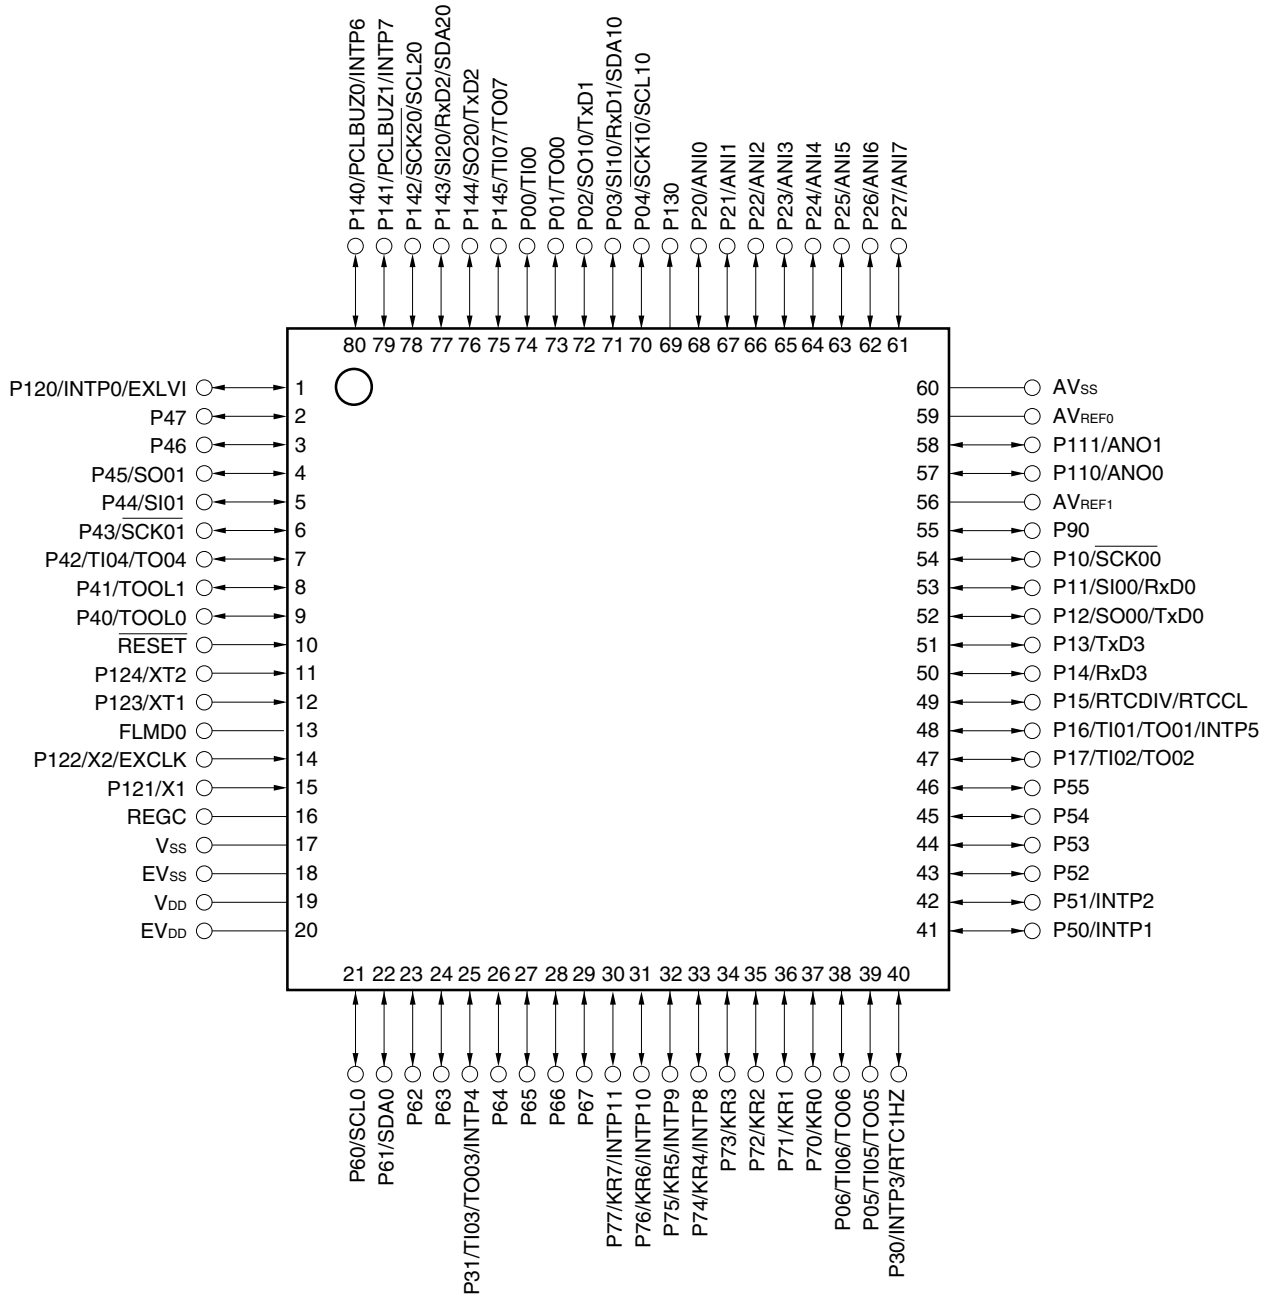 P140/PCLBUZ0/INTP6
P141/PCLBUZ1/INTP7
P142/SCK20/SCL20
P143/SI20/RxD2/SDA20
P144/SO20/TxD2
P145/TI07/TO07
P00/TI00
P01/TO00
P02/SO10/TxD1
P03/SI10/RxD1/SDA10
P04/SCK10/SCL10
P130
P20/ANI0
P21/ANI1
P22/ANI2
P23/ANI3
P24/ANI4
P25/ANI5
P26/ANI6
P27/ANI7
80 79 78 77 76 75 74 73 72 71 70 69 68 67 66 65 64 63 62 61
P120/INTP0/EXLVI 1
P47 2
P46 3
P45/SO01 4
P44/SI01 5
P43/SCK01 6
P42/TI04/TO04 7
P41/TOOL1 8
P40/TOOL0 9
RESET 10
P124/XT2 11
P123/XT1 12
FLMD0 13
P122/X2/EXCLK 14
P121/X1 15
REGC 16
VSS 17
EVSS 18
VDD 19
EVDD 20
60 AVSS
59 AVREF0
58 P111/ANO1
57 P110/ANO0
56 AVREF1
55 P90
54 P10/SCK00
53 P11/SI00/RxD0
52 P12/SO00/TxD0
51 P13/TxD3
50 P14/RxD3
49 P15/RTCDIV/RTCCL
48 P16/TI01/TO01/INTP5
47 P17/TI02/TO02
46 P55
45 P54
44 P53
43 P52
42 P51/INTP2
41 P50/INTP1
21 22 23 24 25 26 27 28 29 30 31 32 33 34 35 36 37 38 39 40
P60/SCL0
P61/SDA0
P62
P63
P31/TI03/TO03/INTP4
P64
P65
P66
P67
P77/KR7/INTP11
P76/KR6/INTP10
P75/KR5/INTP9
P74/KR4/INTP8
P73/KR3
P72/KR2
P71/KR1
P70/KR0
P06/TI06/TO06
P05/TI05/TO05
P30/INTP3/RTC1HZ